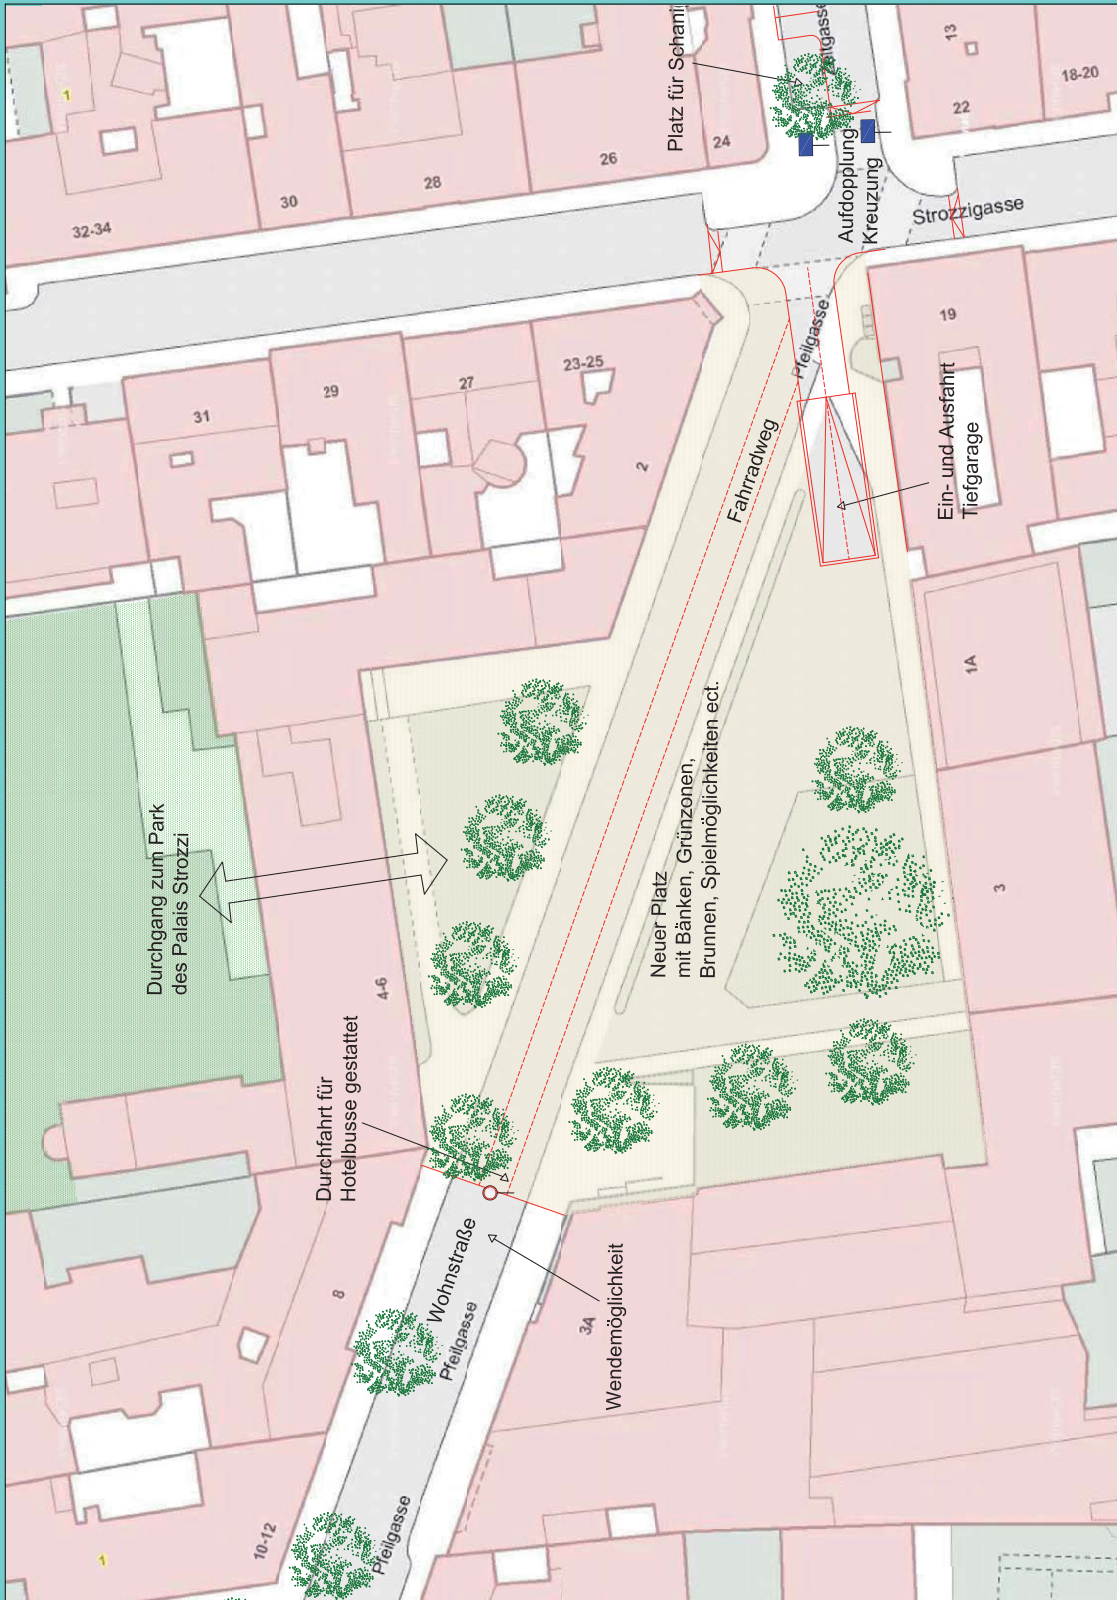 Durchgang zum Park
des Palais Strozzi
Durchfahrt für
Hotelbusse gestattet
Wohnstraße
Pfeilgasse
Pfeilgasse
Wendemöglichkeit
Neuer Platz
mit Bänken, Grünzonen,
Brunnen, Spielmöglichkeiten ect.
Fahrradweg
Pfeilgasse
Ein- und Ausfahrt
Tiefgarage
Aufdopplung
Kreuzung
Strozzigasse
Platz für Schani
32-34
30
28
26
24
22
13
18-20
31
29
27
23-25
2
19
1A
3
4-6
8
3A
10-12
1
1